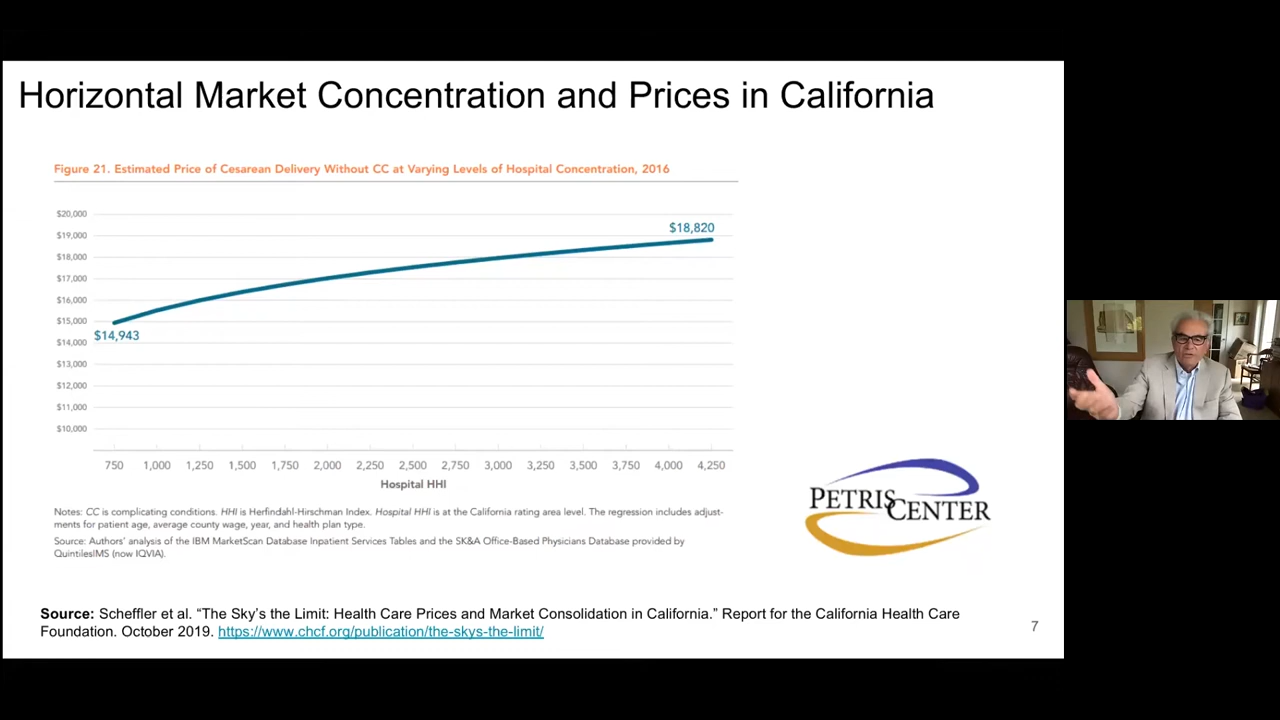 Horizontal Market Concentration and Prices in California
Figure 21. Estimated Price of Cesarean Delivery Without CC at Varying Levels of Hospital Concentration, 2016
$20,000
$19,000
$18,000
$17,000
$16,000
$15,000
$14,000
$13,000
$12,000
$11,000
$10,000
$14,943
$18,820
750 1,000 1,250 1,500 1,750 2,000 2,250 2,500 2,750 3,000 3,250 3,500 3,750 4,000 4,250
Hospital HHI
Notes: CC is complicating conditions. HHI is Herfindahl-Hirschman Index. Hospital HHI is at the California rating area level. The regression includes adjust-
ments for patient age, average county wage, year, and health plan type.
Source: Authors' analysis of the IBM MarketScan Database Inpatient Services Tables and the SK&A Office-Based Physicians Database provided by
QuintilesIMS (now IQVIA).
PETRIS CENTER
Source: Scheffler et al. “The Sky’s the Limit: Health Care Prices and Market Consolidation in California.” Report for the California Health Care
Foundation. October 2019. https://www.chcf.org/publication/the-skys-the-limit/
7